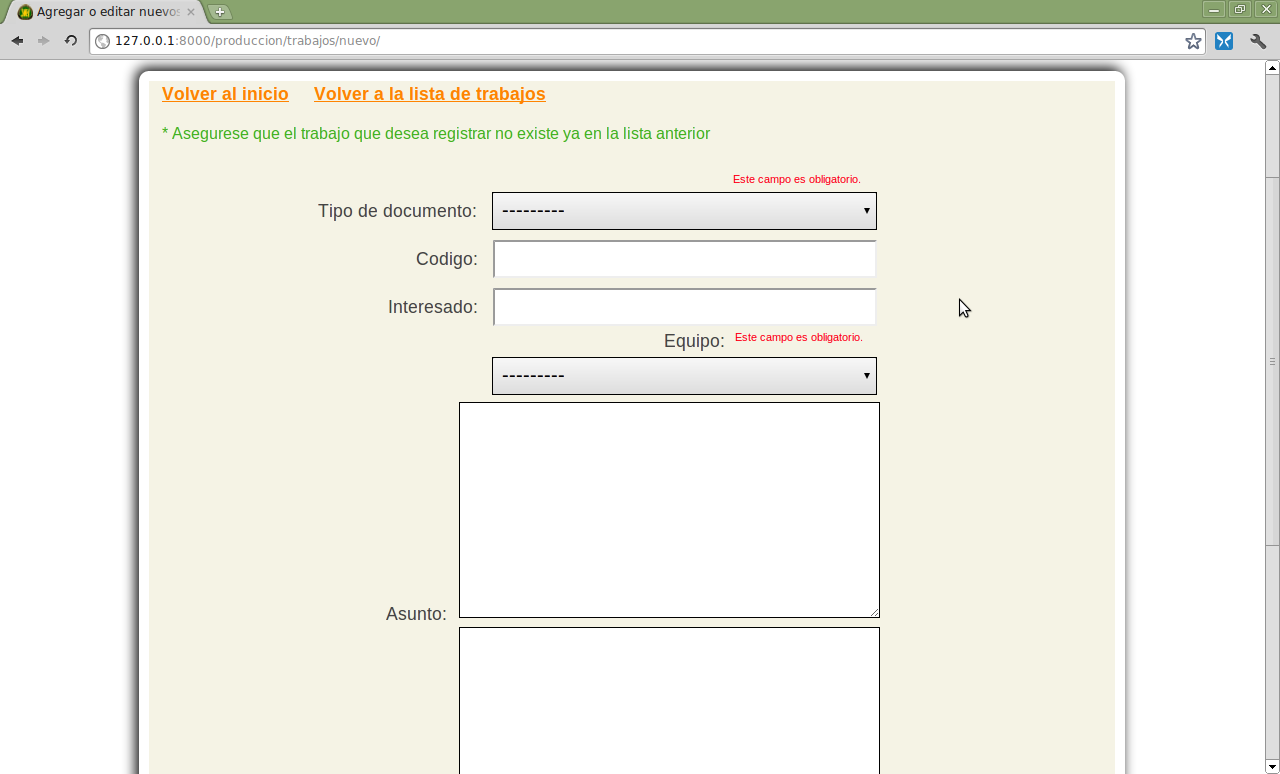 Agregar o editar nuevos
127.0.0.1:8000/produccion/trabajos/nuevo/
Volver al inicio Volver a la lista de trabajos
* Asegurese que el trabajo que desea registrar no existe ya en la lista anterior
Este campo es obligatorio.
Tipo de documento: ---------
Codigo:
Interesado:
Equipo: Este campo es obligatorio.
---------
Asunto: